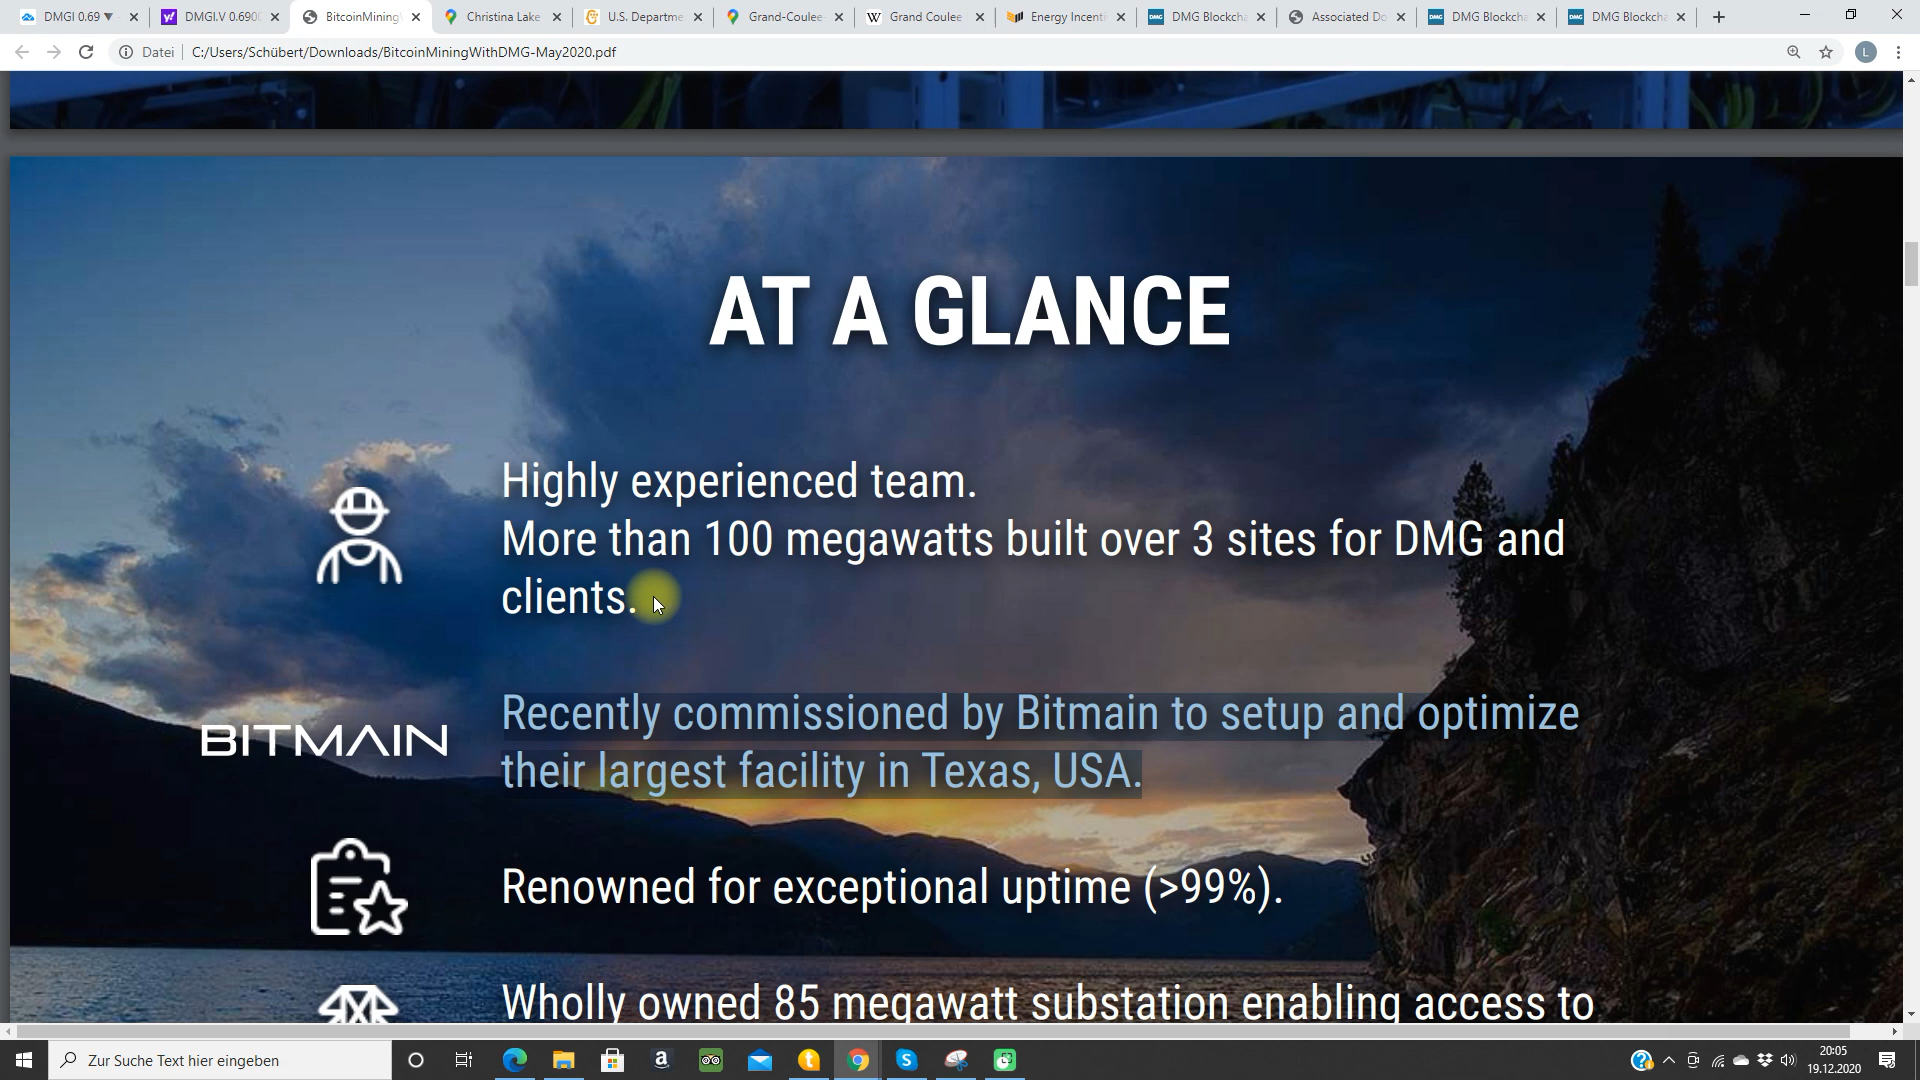 DMGI 0.69 ▼
DMGI.V 0.690
BitcoinMining
Christina Lake
U.S. Departme
Grand-Coulee
Grand Coulee
Energy Incenti
DMG Blockcha
Associated Do
DMG Blockcha
DMG Blockcha
Datei
C:/Users/Schübert/Downloads/BitcoinMiningWithDMG-May2020.pdf
L
AT A GLANCE
Highly experienced team.
More than 100 megawatts built over 3 sites for DMG and
clients.
BITMAIN
Recently commissioned by Bitmain to setup and optimize
their largest facility in Texas, USA.
Renowned for exceptional uptime (>99%).
Wholly owned 85 megawatt substation enabling access to
Zur Suche Text hier eingeben
20:05
19.12.2020